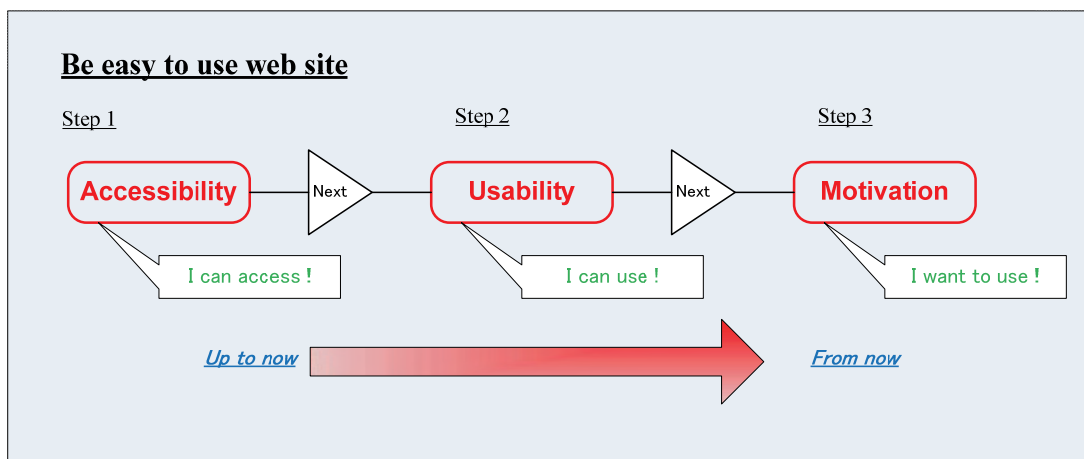 Be easy to use web site
Step 1
Step 2
Step 3
Accessibility
Next
Usability
Next
Motivation
I can access !
I can use !
I want to use !
Up to now
From now